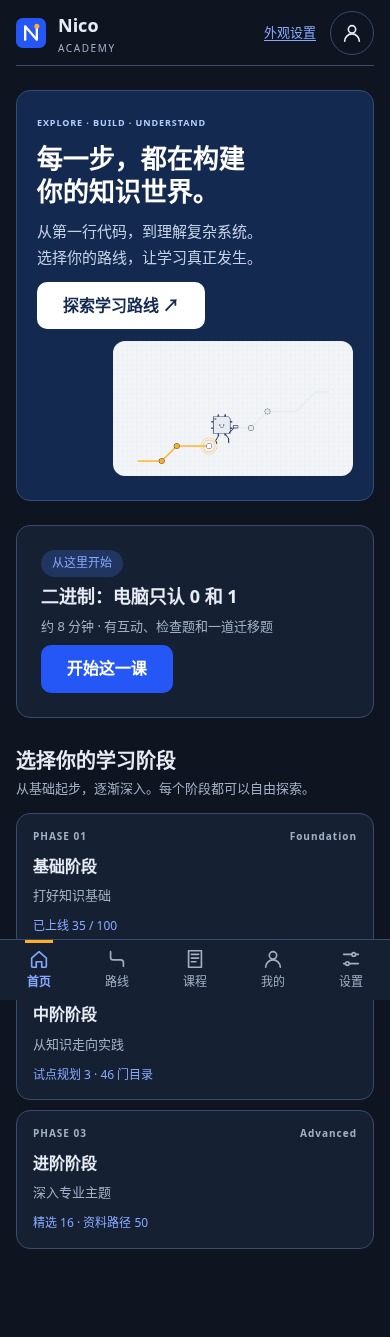 Nico
ACADEMY
外观设置
EXPLORE · BUILD · UNDERSTAND
每一步，都在构建
你的知识世界。
从第一行代码，到理解复杂系统。
选择你的路线，让学习真正发生。
探索学习路线 ↗
从这里开始
二进制：电脑只认 0 和 1
约 8 分钟 · 有互动、检查题和一道迁移题
开始这一课
选择你的学习阶段
从基础起步，逐渐深入。每个阶段都可以自由探索。
PHASE 01
Foundation
基础阶段
打好知识基础
已上线 35 / 100
首页
路线
课程
我的
设置
中阶段
从知识走向实践
试点规划 3 · 46 门目录
PHASE 03
Advanced
进阶阶段
深入专业主题
精选 16 · 资料路径 50